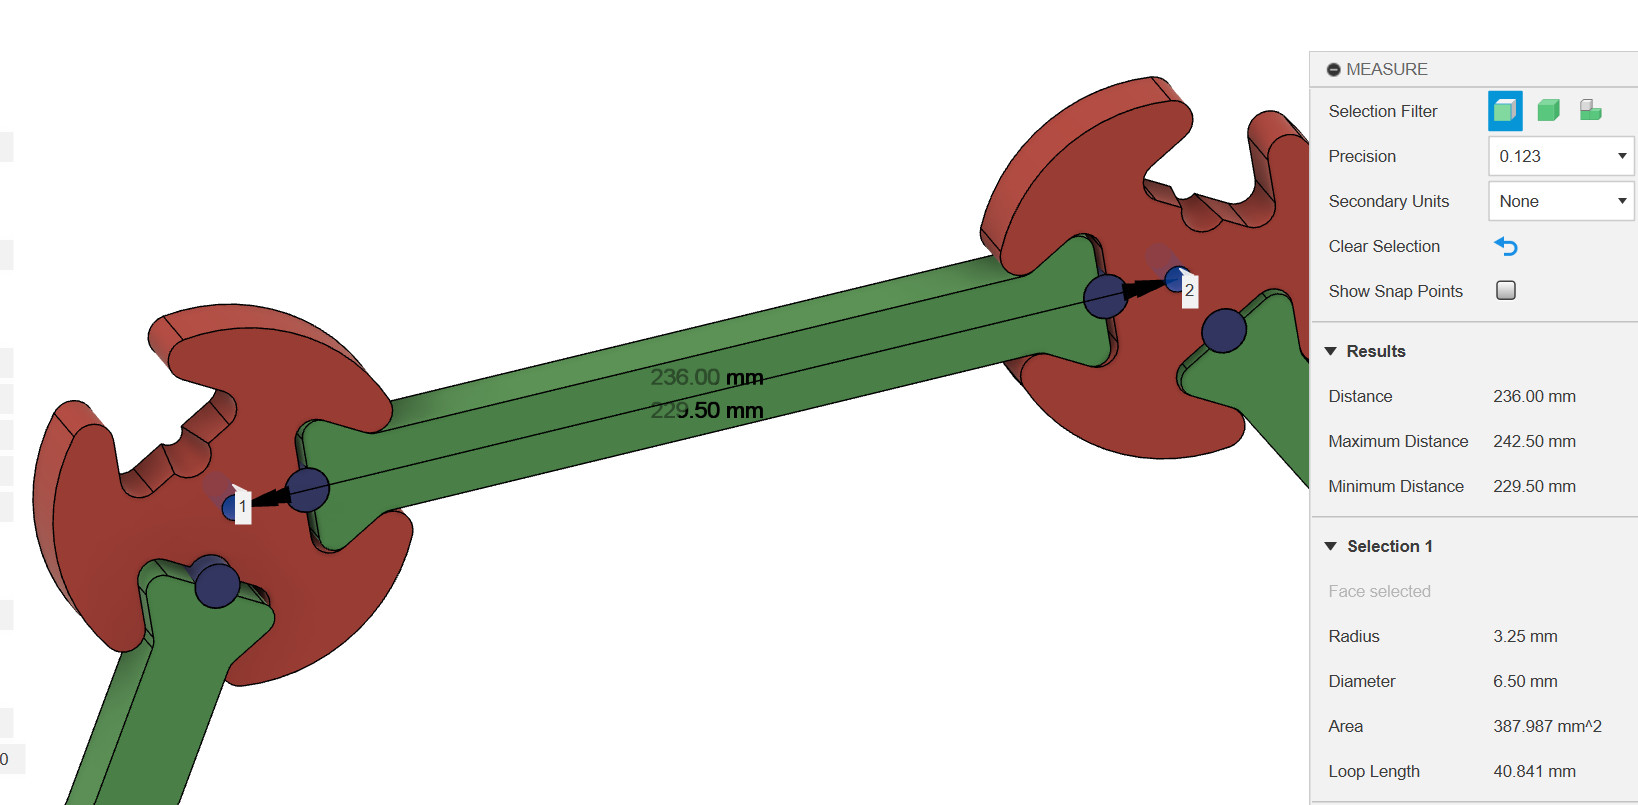 MEASURE
Selection Filter
Precision 0.123
Secondary Units None
Clear Selection
Show Snap Points
Results
Distance 236.00 mm
Maximum Distance 242.50 mm
Minimum Distance 229.50 mm
Selection 1
Face selected
Radius 3.25 mm
Diameter 6.50 mm
Area 387.987 mm^2
Loop Length 40.841 mm
2
236.00 mm
229.50 mm
1
0